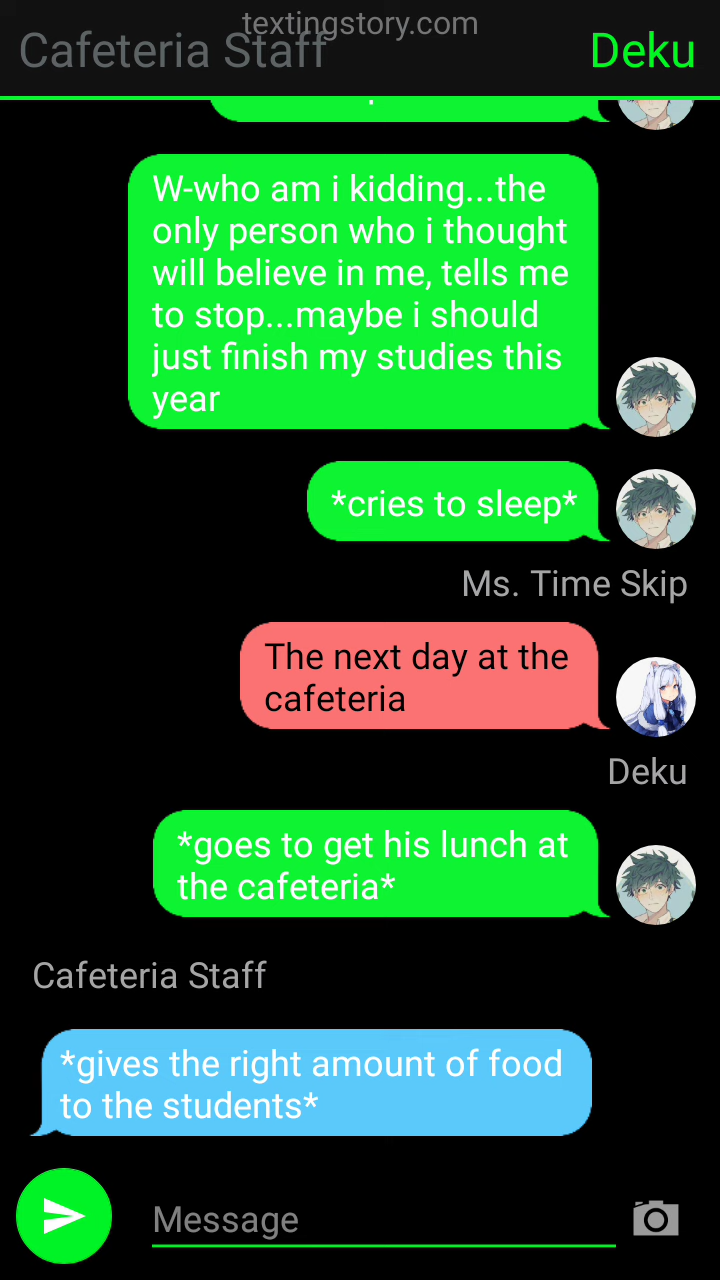 textingstory.com
Cafeteria Staff
Deku
W-who am i kidding...the
only person who i thought
will believe in me, tells me
to stop...maybe i should
just finish my studies this
year
*cries to sleep*
Ms. Time Skip
The next day at the
cafeteria
Deku
*goes to get his lunch at
the cafeteria*
Cafeteria Staff
*gives the right amount of food
to the students*
Message